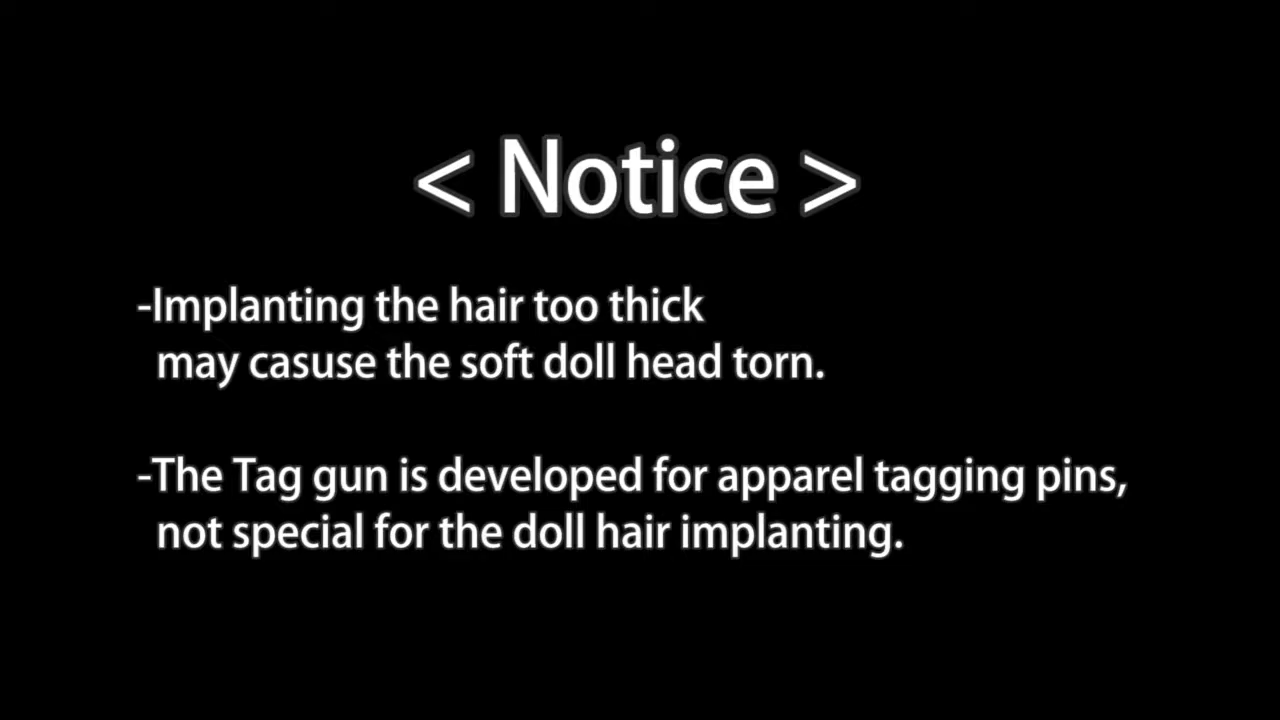 < Notice >
-Implanting the hair too thick
may casuse the soft doll head torn.
-The Tag gun is developed for apparel tagging pins,
not special for the doll hair implanting.